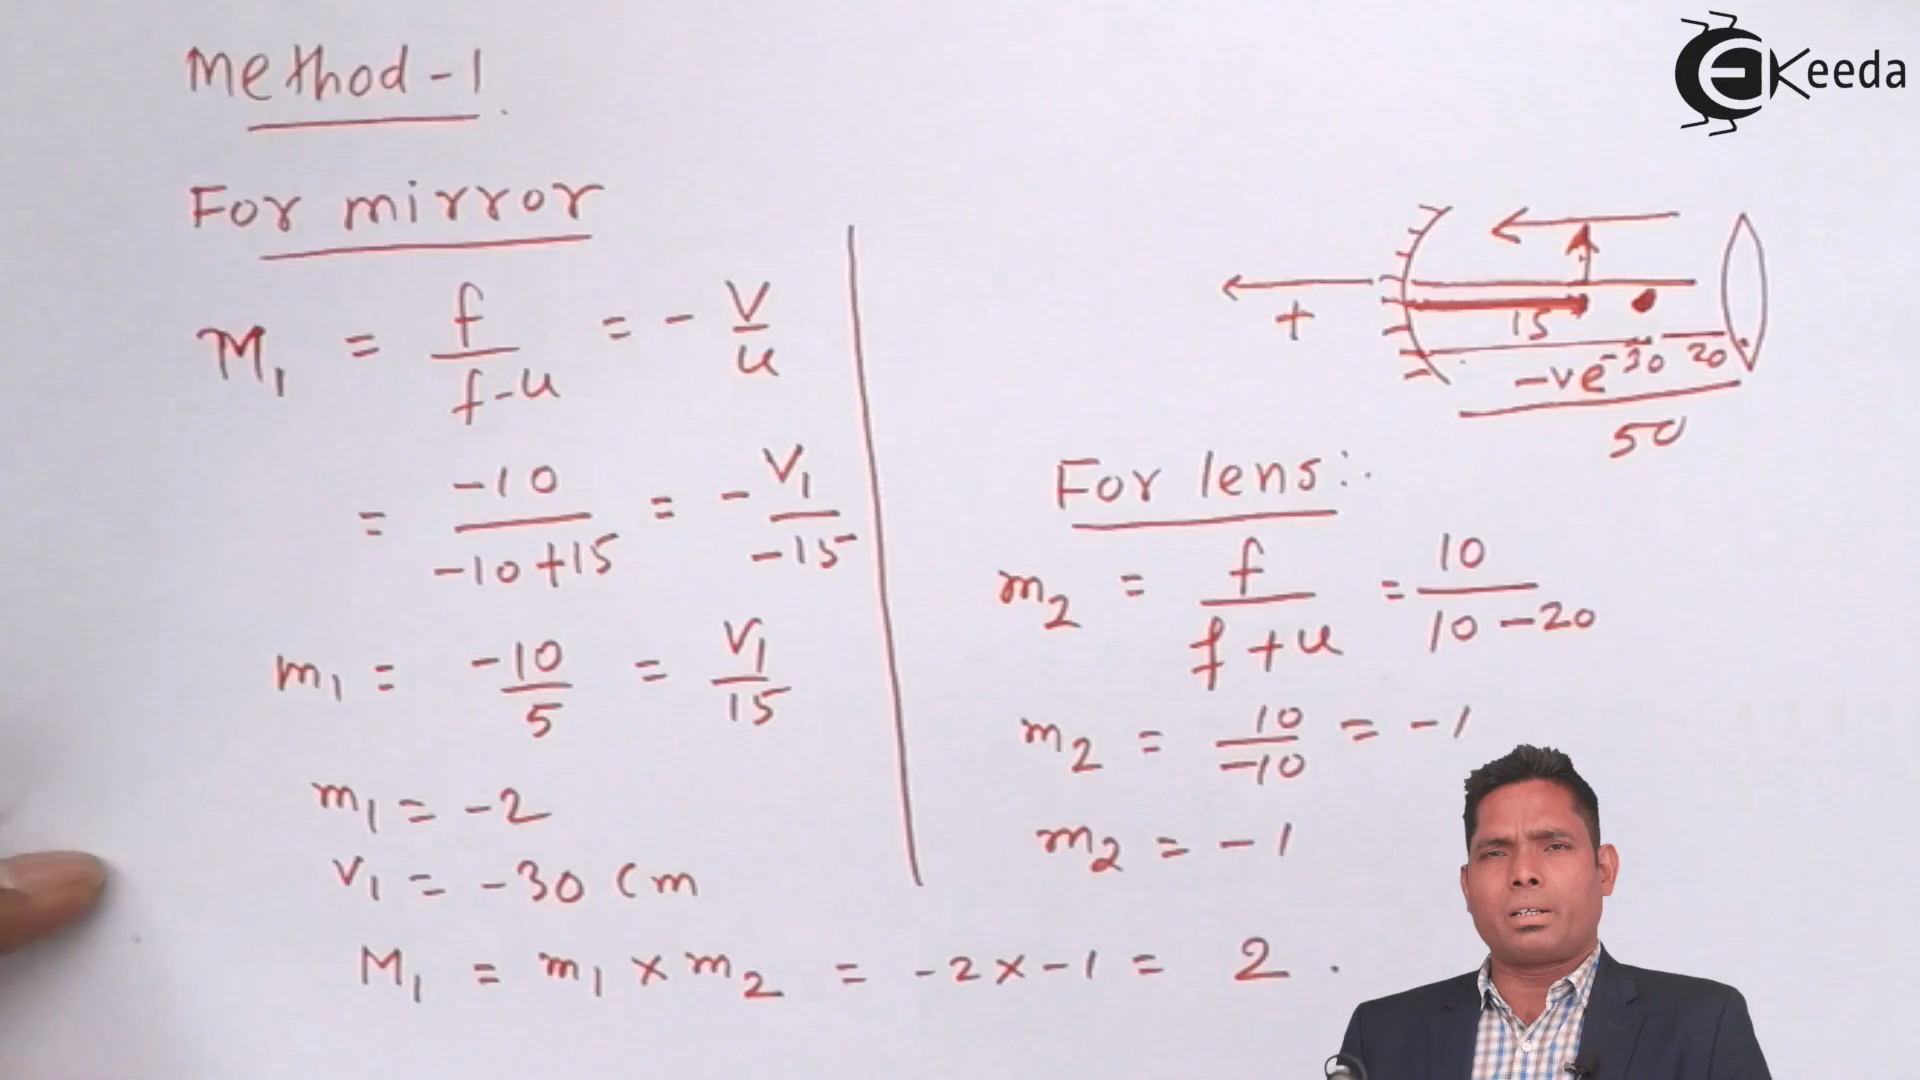 Method - 1
EKeeda
For mirror
M₁ = f / f-u = - v / u
= -10 / -10+15 = - V₁ / -15
m₁ = -10 / 5 = V₁ / 15
m₁ = -2
V₁ = -30 cm
+
15
-ve -30 20
50
For lens:.
m₂ = f / f+u = 10 / 10-20
m₂ = 10 / -10 = -1
m₂ = -1
M₁ = m₁ × m₂ = -2 × -1 = 2.